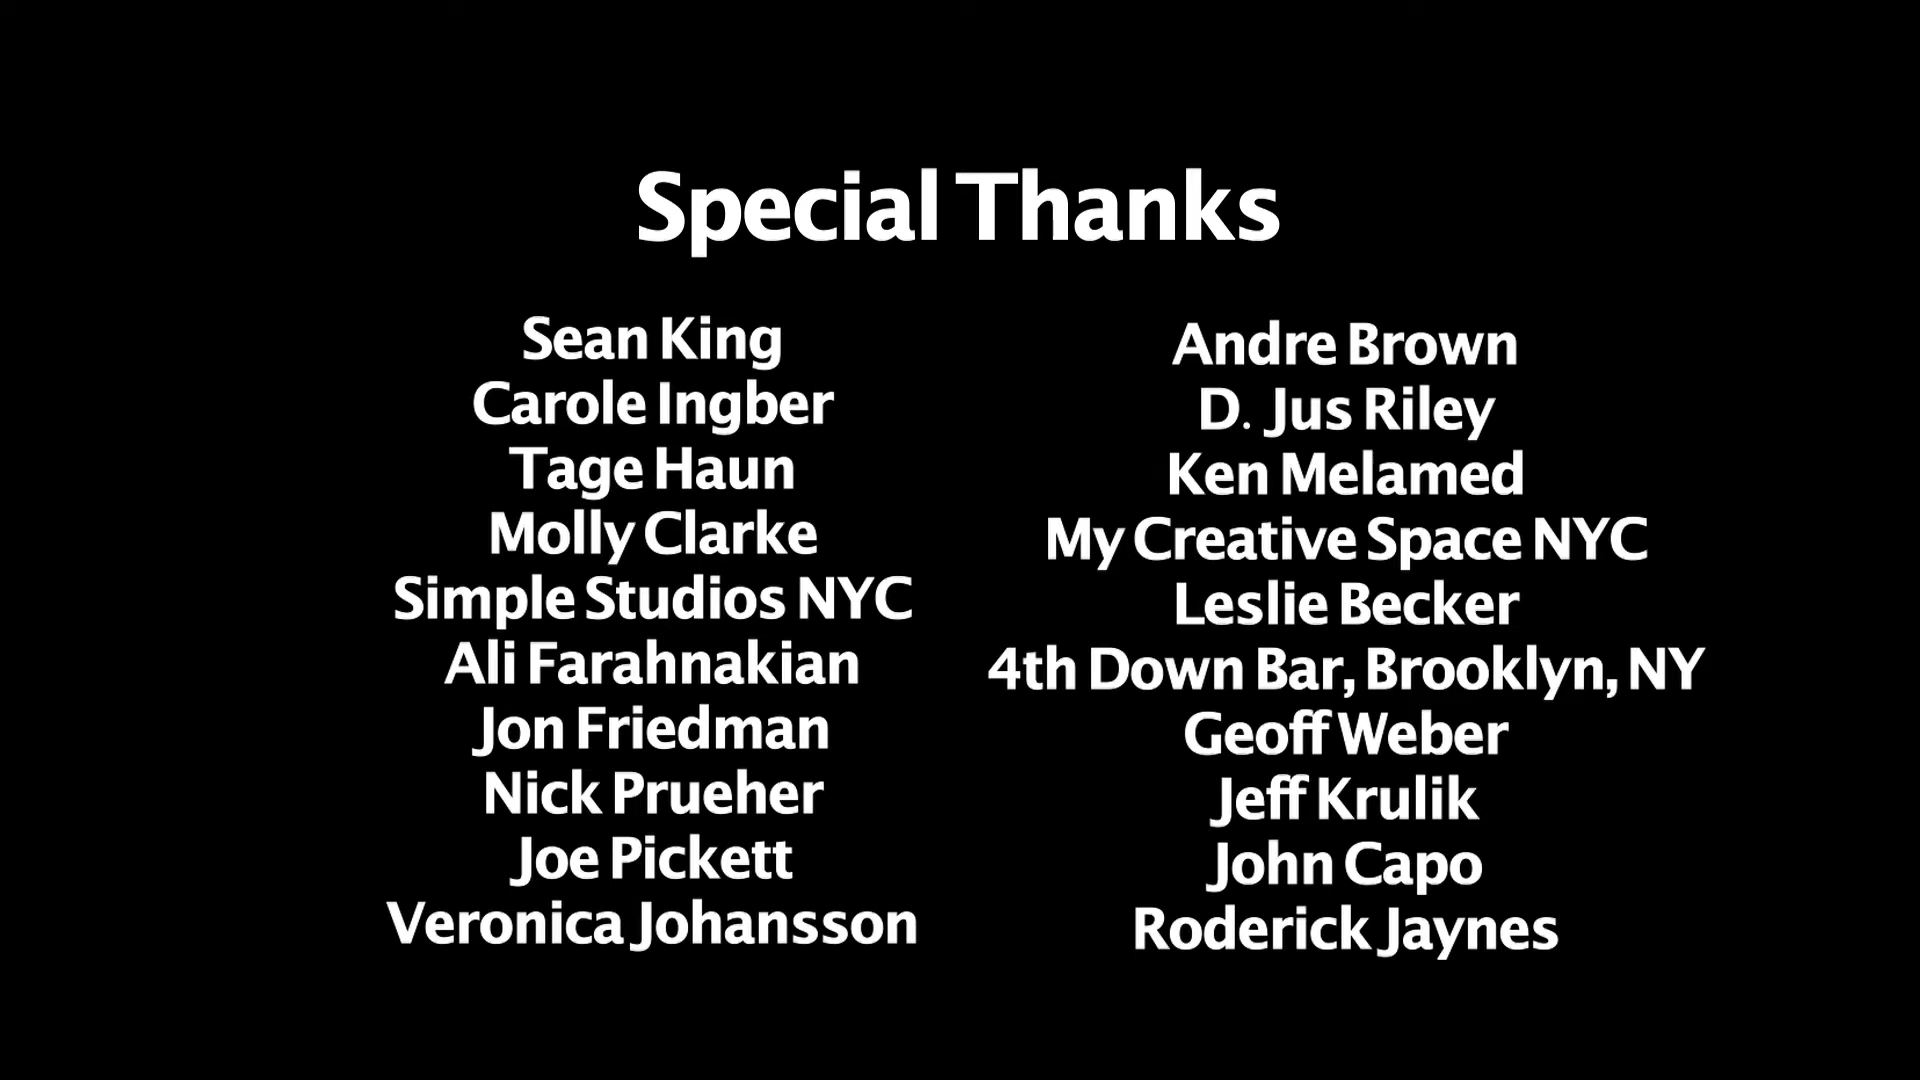 Special Thanks
Sean King
Carole Ingber
Tage Haun
Molly Clarke
Simple Studios NYC
Ali Farahnakian
Jon Friedman
Nick Prueher
Joe Pickett
Veronica Johansson
Andre Brown
D. Jus Riley
Ken Melamed
My Creative Space NYC
Leslie Becker
4th Down Bar, Brooklyn, NY
Geoff Weber
Jeff Krulik
John Capo
Roderick Jaynes